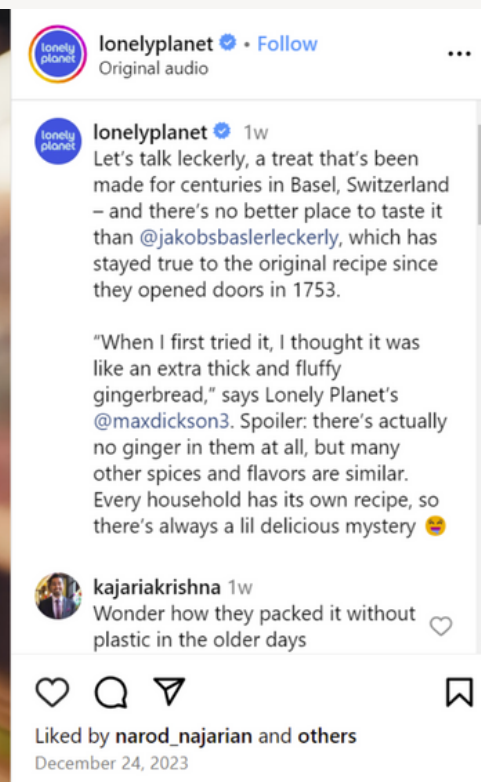 lonely planet
lonelyplanet • Follow
Original audio
lonely planet
lonelyplanet 1w
Let's talk leckerly, a treat that's been
made for centuries in Basel, Switzerland
– and there's no better place to taste it
than @jakobsbaslerleckerly, which has
stayed true to the original recipe since
they opened doors in 1753.
“When I first tried it, I thought it was
like an extra thick and fluffy
gingerbread,” says Lonely Planet's
@maxdickson3. Spoiler: there's actually
no ginger in them at all, but many
other spices and flavors are similar.
Every household has its own recipe, so
there's always a lil delicious mystery 😆
kajariakrishna 1w
Wonder how they packed it without
plastic in the older days
Liked by narod_najarian and others
December 24, 2023